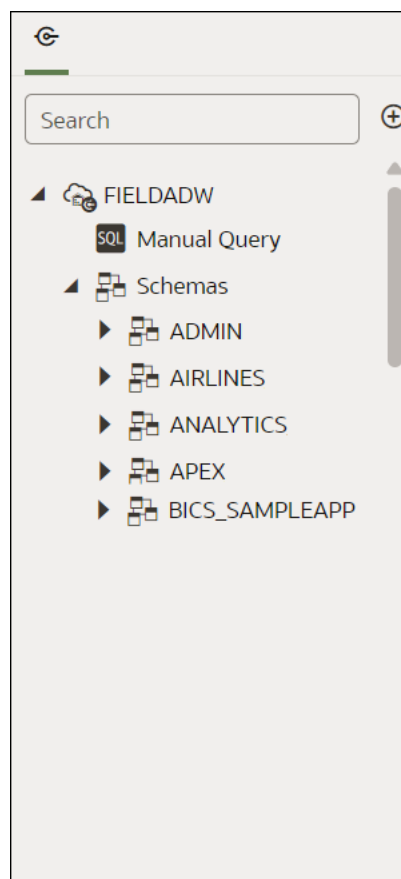 Search
FIELDADW
SQL Manual Query
Schemas
ADMIN
AIRLINES
ANALYTICS
APEX
BICS_SAMPLEAPP